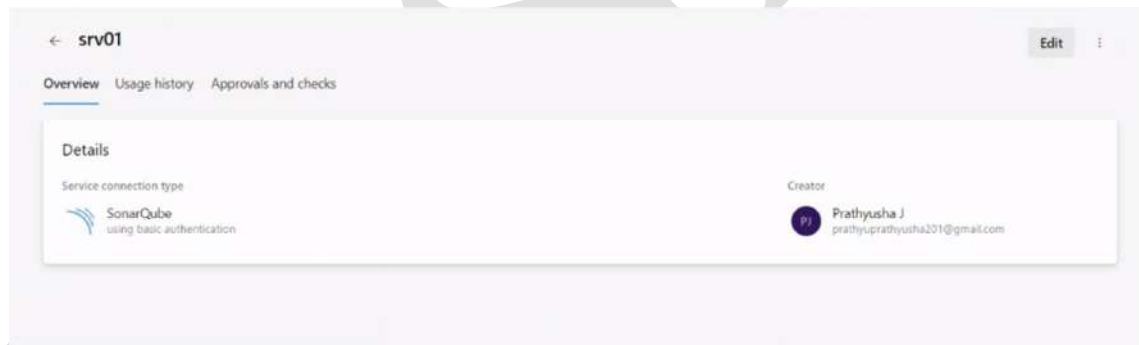 ← srv01
Edit
Overview Usage history Approvals and checks
Details
Service connection type
Creator
SonarQube
using basic authentication
PJ
Prathyusha J
prathyuprathyusha201@gmail.com